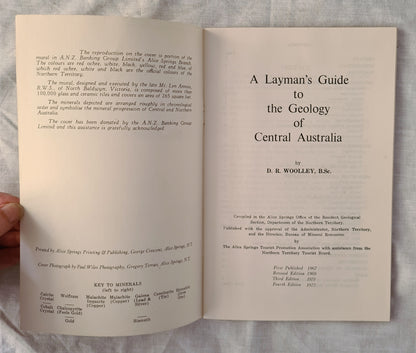 The reproduction on the cover is portion of the
mural in A.N.Z. Banking Group Limited's Alice Springs Branch.
The colours are red ochre, white, black, yellow, red and blue, of
which red ochre, white and black are the official colours of the
Northern Territory.
The mural, designed and executed by the late Mr. Lyn Annois,
R.W.S., of North Balwyn, Victoria, is composed of more than
100,000 glass and ceramic tiles and covers an area of 265 square feet.
The minerals depicted are arranged roughly in chronological
order and symbolise the mineral progression of Central and Northern
Australia.
The cover has been donated by the A.N.Z. Banking Group
Limited and this assistance is gratefully acknowledged.
Printed by Alice Springs Printing & Publishing, George Crescent, Alice Springs, N.T.
Cover Photograph by Paul Wiles Photography, Gregory Terrace, Alice Springs, N.T.
KEY TO MINERALS
(left to right)
Calcite Crystal
Wolfram
Malachite Stalactite (Copper)
Malachite (Copper)
Galena (Lead & Silver)
Cassiterite (Tin)
Cobalt Crystal
Chalcopyrite (Fools Gold)
Gold
Bismuth
A Layman's Guide
to
the Geology
of
Central Australia
by
D. R. WOOLLEY, B.Sc.
Compiled in the Alice Springs Office of the Resident Geological
Section, Department of the Northern Territory.
Published with the approval of the Administrator, Northern Territory,
and the Director, Bureau of Mineral Resources
by
The Alice Springs Tourist Promotion Association with assistance from the
Northern Territory Tourist Board.
First Published 1967
Revised Edition 1968
Third Edition
Fourth Edition